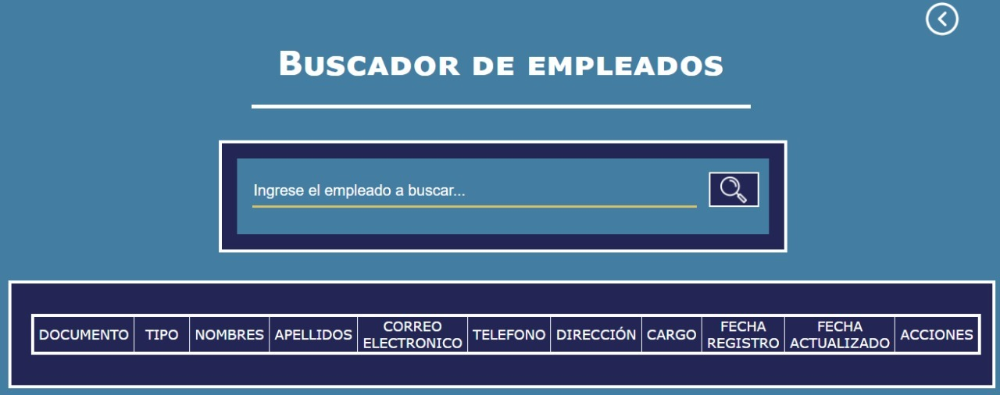 Buscador de empleados
Ingrese el empleado a buscar...
DOCUMENTO TIPO NOMBRES APELLIDOS CORREO ELECTRONICO TELEFONO DIRECCIÓN CARGO FECHA REGISTRO FECHA ACTUALIZADO ACCIONES